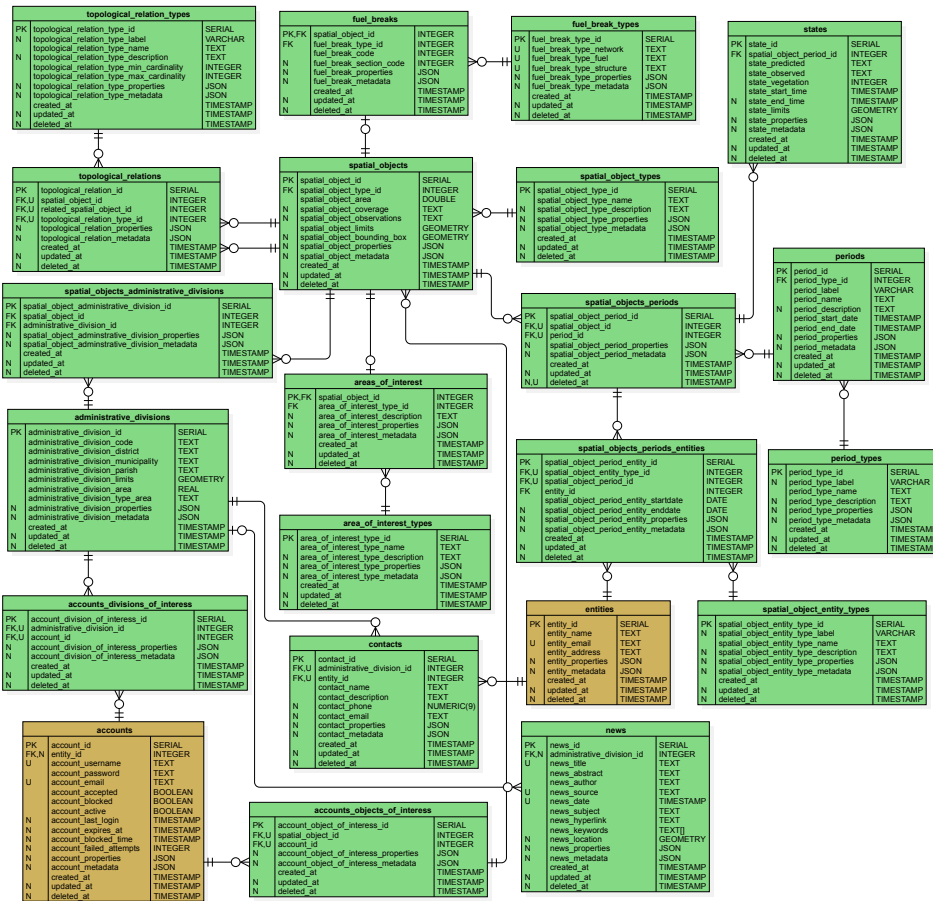 topological_relation_types
PK topological_relation_type_id SERIAL
N topological_relation_type_label VARCHAR
topological_relation_type_name TEXT
N topological_relation_type_description TEXT
topological_relation_type_min_cardinality INTEGER
topological_relation_type_max_cardinality INTEGER
N topological_relation_type_properties JSON
N topological_relation_type_metadata JSON
created_at TIMESTAMP
N updated_at TIMESTAMP
N deleted_at TIMESTAMP
fuel_breaks
PK,FK spatial_object_id INTEGER
FK fuel_break_type_id INTEGER
fuel_break_code INTEGER
N fuel_break_section_code INTEGER
N fuel_break_properties JSON
N fuel_break_metadata JSON
created_at TIMESTAMP
N updated_at TIMESTAMP
N deleted_at TIMESTAMP
fuel_break_types
PK fuel_break_type_id SERIAL
U fuel_break_type_network TEXT
U fuel_break_type_fuel TEXT
U fuel_break_type_structure TEXT
N fuel_break_type_properties JSON
N fuel_break_type_metadata JSON
created_at TIMESTAMP
N updated_at TIMESTAMP
N deleted_at TIMESTAMP
states
PK state_id SERIAL
FK spatial_object_period_id INTEGER
state_predicted TEXT
state_observed TEXT
state_vegetation INTEGER
state_start_time TIMESTAMP
N state_end_time TIMESTAMP
state_limits GEOMETRY
N state_properties JSON
N state_metadata JSON
created_at TIMESTAMP
N updated_at TIMESTAMP
N deleted_at TIMESTAMP
topological_relations
PK topological_relation_id SERIAL
FK,U spatial_object_id INTEGER
FK,U related_spatial_object_id INTEGER
FK,U topological_relation_type_id INTEGER
N topological_relation_properties JSON
N topological_relation_metadata JSON
created_at TIMESTAMP
N updated_at TIMESTAMP
N deleted_at TIMESTAMP
spatial_objects
PK spatial_object_id SERIAL
FK spatial_object_type_id INTEGER
spatial_object_area DOUBLE
N spatial_object_coverage TEXT
N spatial_object_observations TEXT
spatial_object_limits GEOMETRY
N spatial_object_bounding_box GEOMETRY
N spatial_object_properties JSON
N spatial_object_metadata JSON
created_at TIMESTAMP
N updated_at TIMESTAMP
N deleted_at TIMESTAMP
spatial_object_types
PK spatial_object_type_id SERIAL
spatial_object_type_name TEXT
N spatial_object_type_description TEXT
N spatial_object_type_properties JSON
N spatial_object_type_metadata JSON
created_at TIMESTAMP
N updated_at TIMESTAMP
N deleted_at TIMESTAMP
periods
PK period_id SERIAL
FK period_type_id INTEGER
period_label VARCHAR
period_name TEXT
N period_description TEXT
period_start_date TIMESTAMP
period_end_date TIMESTAMP
N period_properties JSON
N period_metadata JSON
created_at TIMESTAMP
N updated_at TIMESTAMP
N deleted_at TIMESTAMP
spatial_objects_administrative_divisions
PK spatial_object_administrative_division_id SERIAL
FK spatial_object_id INTEGER
FK administrative_division_id INTEGER
N spatial_object_adminstrative_division_properties JSON
N spatial_object_adminstrative_division_metadata JSON
created_at TIMESTAMP
N updated_at TIMESTAMP
N deleted_at TIMESTAMP
spatial_objects_periods
PK spatial_object_period_id SERIAL
FK,U spatial_object_id INTEGER
FK,U period_id INTEGER
N spatial_object_period_properties JSON
N spatial_object_period_metadata JSON
created_at TIMESTAMP
N updated_at TIMESTAMP
N,U deleted_at TIMESTAMP
areas_of_interest
PK,FK spatial_object_id INTEGER
FK area_of_interest_type_id INTEGER
N area_of_interest_description TEXT
N area_of_interest_properties JSON
N area_of_interest_metadata JSON
created_at TIMESTAMP
N updated_at TIMESTAMP
N deleted_at TIMESTAMP
administrative_divisions
PK administrative_division_id SERIAL
administrative_division_code TEXT
administrative_division_district TEXT
administrative_division_municipality TEXT
administrative_division_parish TEXT
administrative_division_limits GEOMETRY
administrative_division_area REAL
administrative_division_type_area TEXT
N administrative_division_properties JSON
N administrative_division_metadata JSON
created_at TIMESTAMP
N updated_at TIMESTAMP
N deleted_at TIMESTAMP
spatial_objects_periods_entities
PK spatial_object_period_entity_id SERIAL
FK,U spatial_object_entity_type_id INTEGER
FK,U spatial_object_period_id INTEGER
FK entity_id INTEGER
spatial_object_period_entity_startdate DATE
N spatial_object_period_entity_enddate DATE
N spatial_object_period_entity_properties JSON
N spatial_object_period_entity_metadata JSON
created_at TIMESTAMP
N updated_at TIMESTAMP
N deleted_at TIMESTAMP
period_types
PK period_type_id SERIAL
N period_type_label VARCHAR
period_type_name TEXT
N period_type_description TEXT
N period_type_properties JSON
N period_type_metadata JSON
created_at TIMESTAM
N updated_at TIMESTAM
N deleted_at TIMESTAM
area_of_interest_types
PK area_of_interest_type_id SERIAL
area_of_interest_type_name TEXT
N area_of_interest_type_description TEXT
N area_of_interest_type_properties JSON
N area_of_interest_type_metadata JSON
created_at TIMESTAMP
N updated_at TIMESTAMP
N deleted_at TIMESTAMP
accounts_divisions_of_interess
PK account_division_of_interess_id SERIAL
FK,U administrative_division_id INTEGER
FK,U account_id INTEGER
N account_division_of_interess_properties JSON
N account_division_of_interess_metadata JSON
created_at TIMESTAMP
N updated_at TIMESTAMP
N deleted_at TIMESTAMP
entities
PK entity_id SERIAL
entity_name TEXT
U entity_email TEXT
entity_address TEXT
N entity_properties JSON
N entity_metadata JSON
created_at TIMESTAMP
N updated_at TIMESTAMP
N deleted_at TIMESTAMP
spatial_object_entity_types
PK spatial_object_entity_type_id SERIAL
N spatial_object_entity_type_label VARCHAR
spatial_object_entity_type_name TEXT
N spatial_object_entity_type_description TEXT
N spatial_object_entity_type_properties JSON
N spatial_object_entity_type_metadata JSON
created_at TIMESTAMP
N updated_at TIMESTAMP
N deleted_at TIMESTAMP
contacts
PK contact_id SERIAL
FK,U administrative_division_id INTEGER
FK,U entity_id INTEGER
contact_name TEXT
contact_description TEXT
N contact_phone NUMERIC(9)
N contact_email TEXT
N contact_properties JSON
N contact_metadata JSON
created_at TIMESTAMP
N updated_at TIMESTAMP
N deleted_at TIMESTAMP
accounts
PK account_id SERIAL
FK,N entity_id INTEGER
U account_username TEXT
account_password TEXT
U account_email TEXT
account_accepted BOOLEAN
account_blocked BOOLEAN
account_active BOOLEAN
N account_last_login TIMESTAMP
N account_expires_at TIMESTAMP
N account_blocked_time TIMESTAMP
N account_failed_attempts INTEGER
N account_properties JSON
N account_metadata JSON
created_at TIMESTAMP
N updated_at TIMESTAMP
N deleted_at TIMESTAMP
news
PK news_id SERIAL
FK,N administrative_division_id INTEGER
U news_title TEXT
news_abstract TEXT
news_author TEXT
U news_source TEXT
U news_date TIMESTAMP
news_subject TEXT
news_hyperlink TEXT
news_keywords TEXT[]
N news_location GEOMETRY
N news_properties JSON
N news_metadata JSON
created_at TIMESTAMP
N updated_at TIMESTAMP
N deleted_at TIMESTAMP
accounts_objects_of_interess
PK account_object_of_interess_id SERIAL
FK,U spatial_object_id INTEGER
FK,U account_id INTEGER
N account_object_of_interess_properties JSON
N account_object_of_interess_metadata JSON
created_at TIMESTAMP
N updated_at TIMESTAMP
N deleted_at TIMESTAMP